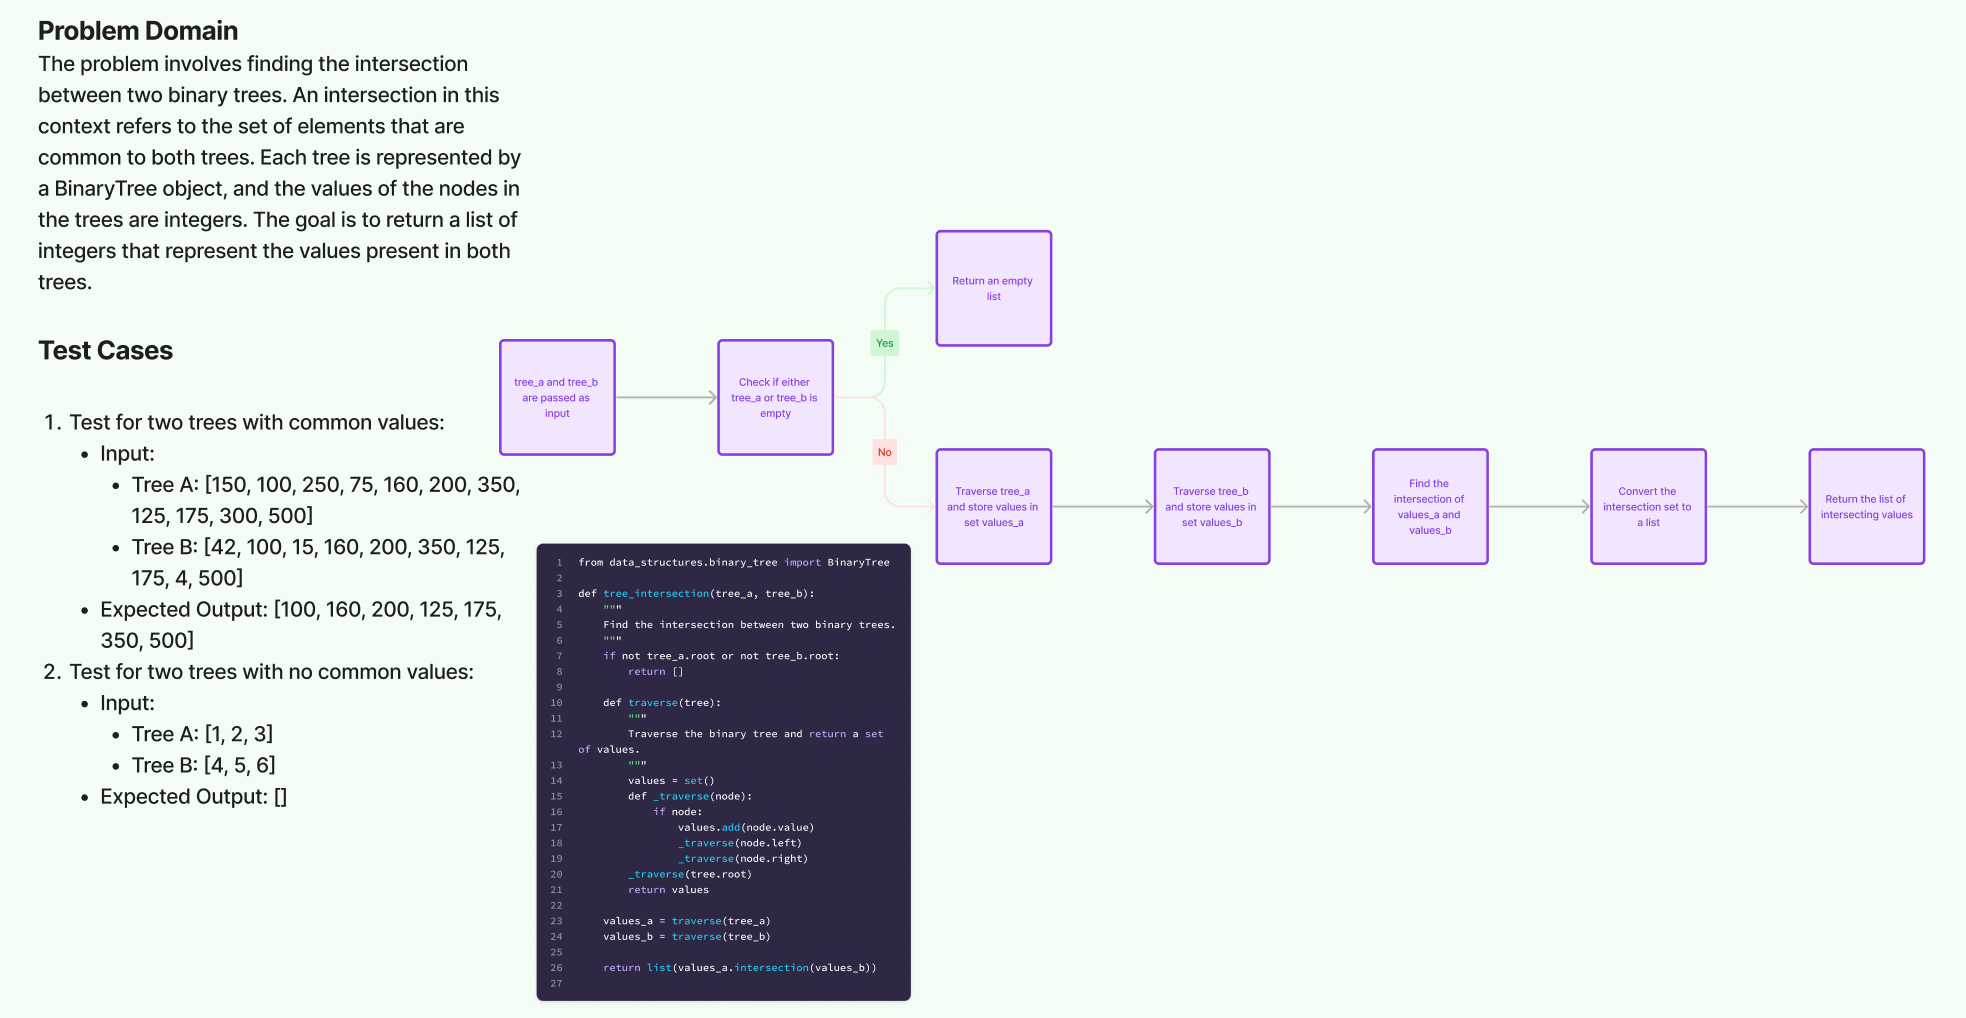 Problem Domain
The problem involves finding the intersection
between two binary trees. An intersection in this
context refers to the set of elements that are
common to both trees. Each tree is represented by
a BinaryTree object, and the values of the nodes in
the trees are integers. The goal is to return a list of
integers that represent the values present in both
trees.
Test Cases
1. Test for two trees with common values:
• Input:
• Tree A: [150, 100, 250, 75, 160, 200, 350,
125, 175, 300, 500]
• Tree B: [42, 100, 15, 160, 200, 350, 125,
175, 4, 500]
• Expected Output: [100, 160, 200, 125, 175,
350, 500]
2. Test for two trees with no common values:
• Input:
• Tree A: [1, 2, 3]
• Tree B: [4, 5, 6]
• Expected Output: []
tree_a and tree_b
are passed as
input
Check if either
tree_a or tree_b is
empty
Yes
Return an empty
list
No
Traverse tree_a
and store values in
set values_a
Traverse tree_b
and store values in
set values_b
Find the
intersection of
values_a and
values_b
Convert the
intersection set to
a list
Return the list of
intersecting values
1 from data_structures.binary_tree import BinaryTree
2
3 def tree_intersection(tree_a, tree_b):
4     """
5     Find the intersection between two binary trees.
6     """
7     if not tree_a.root or not tree_b.root:
8         return []
9
10     def traverse(tree):
11         """
12         Traverse the binary tree and return a set
of values.
13         """
14         values = set()
15         def _traverse(node):
16             if node:
17                 values.add(node.value)
18                 _traverse(node.left)
19                 _traverse(node.right)
20         _traverse(tree.root)
21         return values
22
23     values_a = traverse(tree_a)
24     values_b = traverse(tree_b)
25
26     return list(values_a.intersection(values_b))
27